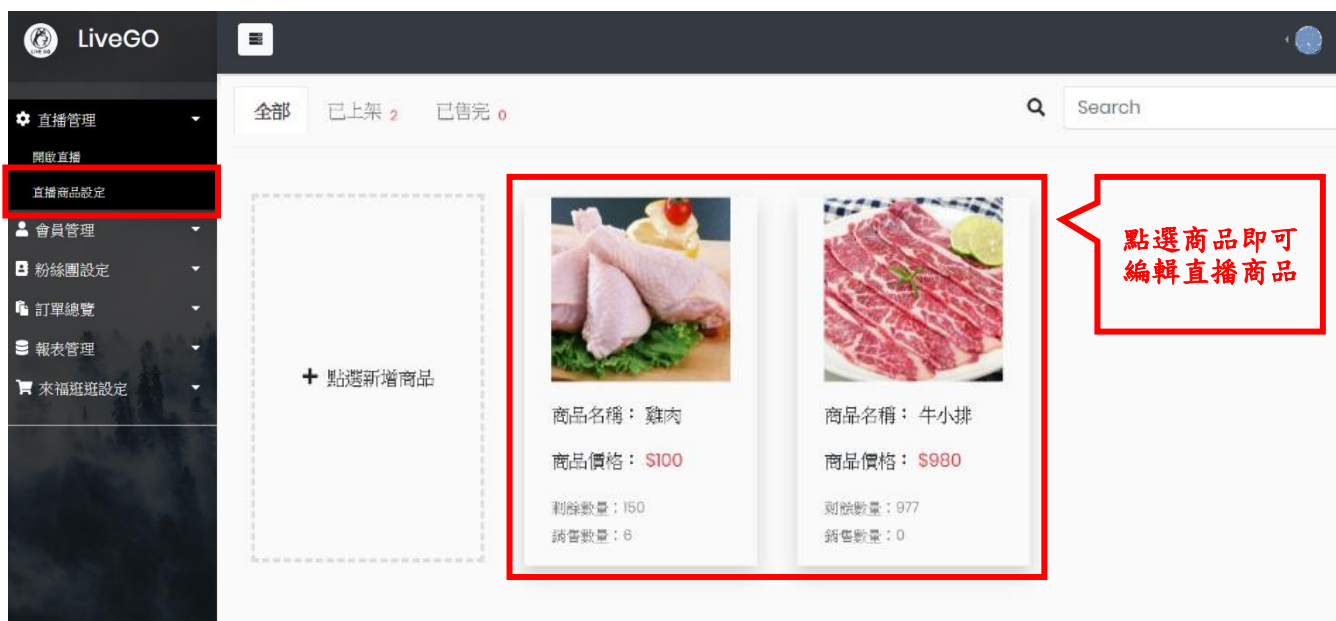 LiveGO
全部
已上架 2
已售完 0
Search
直播管理
開啟直播
直播商品設定
會員管理
粉絲團設定
訂單總覽
報表管理
來福逛逛設定
+ 點選新增商品
商品名稱： 雞肉
商品價格： $100
剩餘數量：150
銷售數量：6
商品名稱： 牛小排
商品價格： $980
剩餘數量：977
銷售數量：0
點選商品即可
編輯直播商品